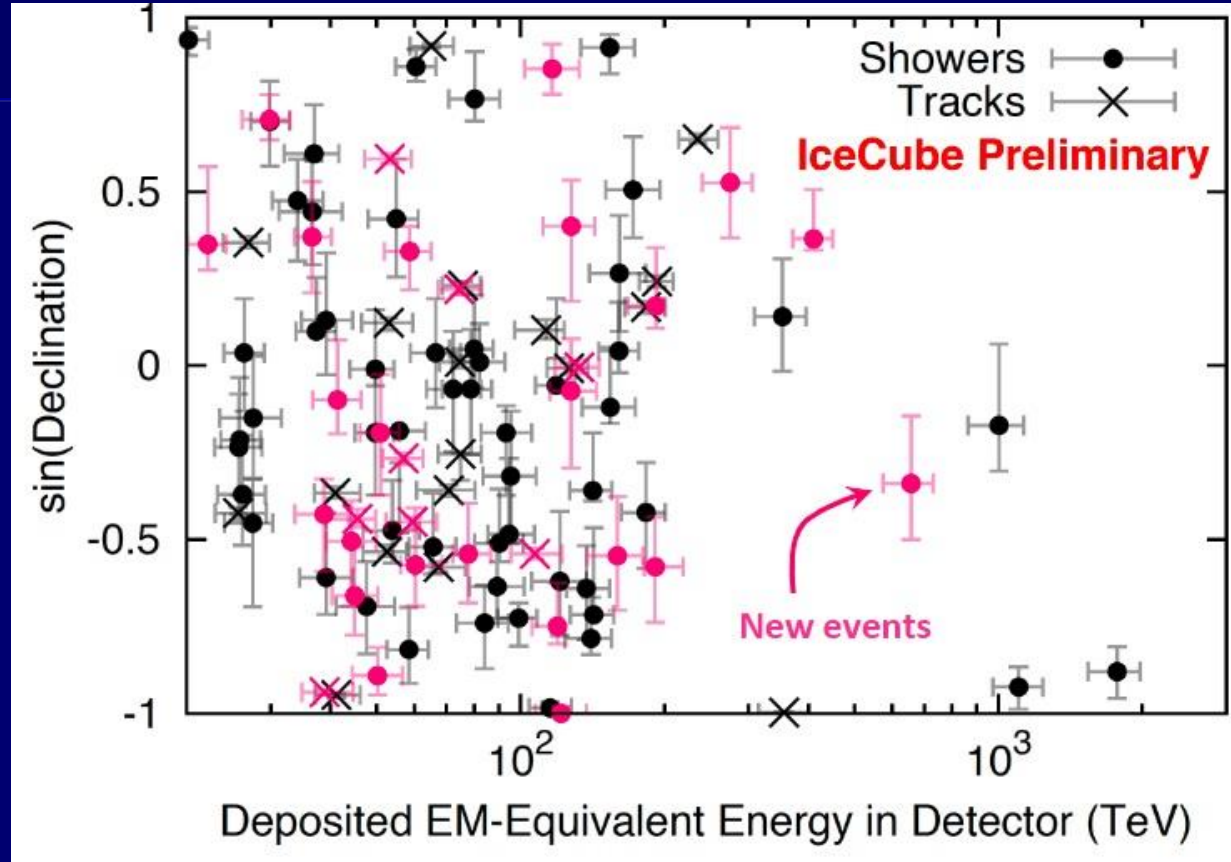 1
0.5
0
-0.5
-1
sin(Declination)
Showers
Tracks
IceCube Preliminary
New events
10²
10³
Deposited EM-Equivalent Energy in Detector (TeV)